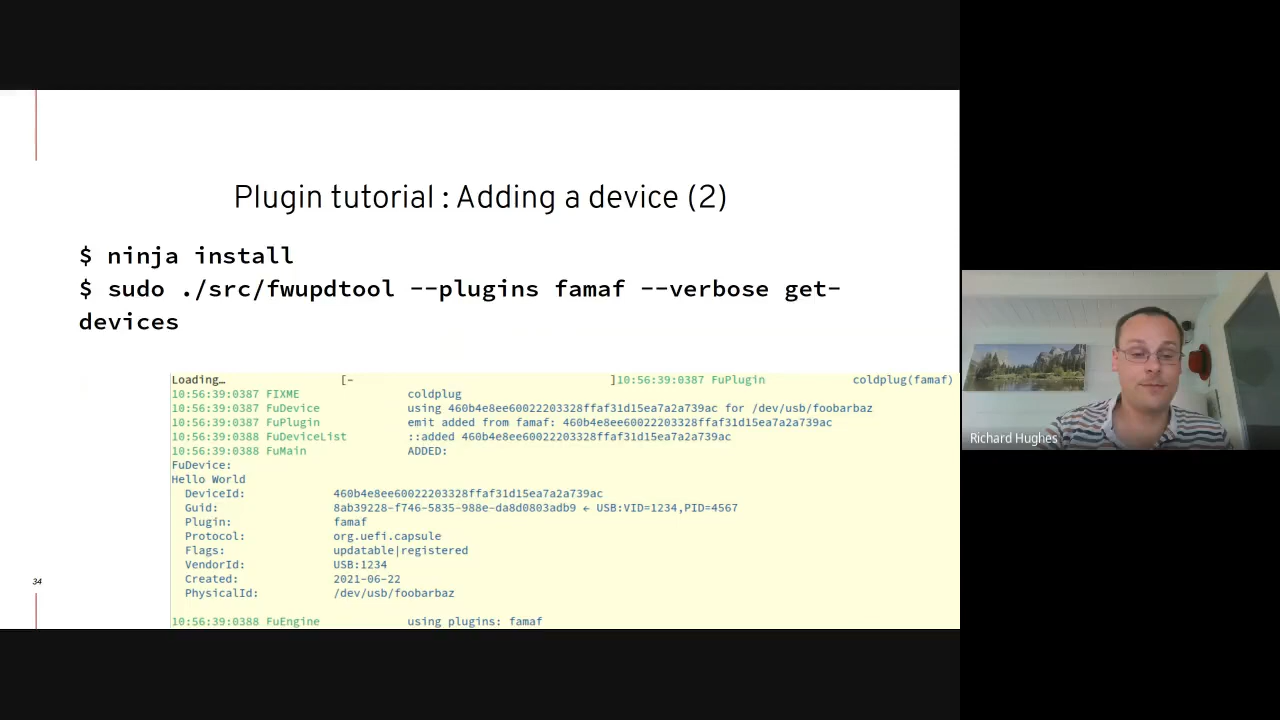 Plugin tutorial : Adding a device (2)
$ ninja install
$ sudo ./src/fwupdtool --plugins famaf --verbose get-
devices
Loading… [- ]10:56:39:0387 FuPlugin coldplug(famaf)
10:56:39:0387 FIXME coldplug
10:56:39:0387 FuDevice using 460b4e8ee60022203328ffaf31d15ea7a2a739ac for /dev/usb/foobarbaz
10:56:39:0387 FuPlugin emit added from famaf: 460b4e8ee60022203328ffaf31d15ea7a2a739ac
10:56:39:0388 FuDeviceList ::added 460b4e8ee60022203328ffaf31d15ea7a2a739ac
10:56:39:0388 FuMain ADDED:
FuDevice:
Hello World
DeviceId: 460b4e8ee60022203328ffaf31d15ea7a2a739ac
Guid: 8ab39228-f746-5835-988e-da8d0803adb9 ← USB:VID=1234,PID=4567
Plugin: famaf
Protocol: org.uefi.capsule
Flags: updatable|registered
VendorId: USB:1234
Created: 2021-06-22
PhysicalId: /dev/usb/foobarbaz
10:56:39:0388 FuEngine using plugins: famaf
34
Richard Hughes